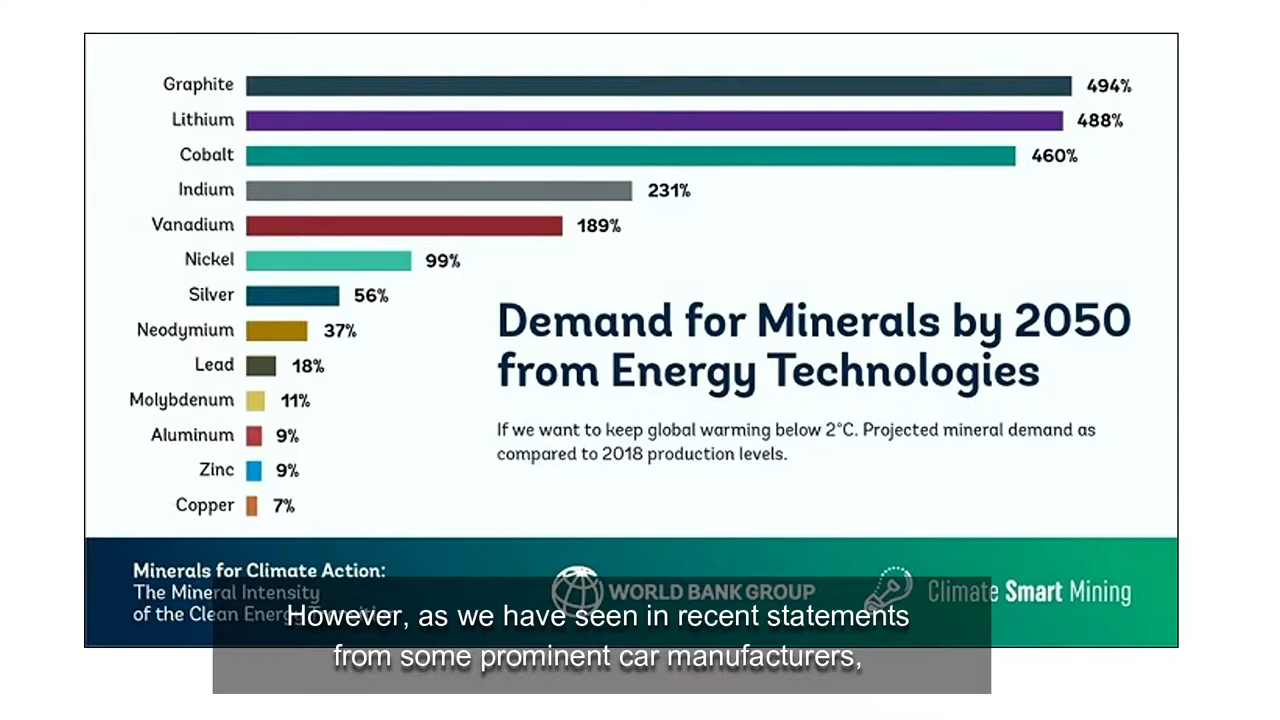 Graphite 494%
Lithium 488%
Cobalt 460%
Indium 231%
Vanadium 189%
Nickel 99%
Silver 56%
Neodymium 37%
Lead 18%
Molybdenum 11%
Aluminum 9%
Zinc 9%
Copper 7%
Demand for Minerals by 2050
from Energy Technologies
If we want to keep global warming below 2°C. Projected mineral demand as
compared to 2018 production levels.
Minerals for Climate Action:
The Mineral Intensity
of the Clean Energy
WORLD BANK GROUP
Climate Smart Mining
However, as we have seen in recent statements
from some prominent car manufacturers,